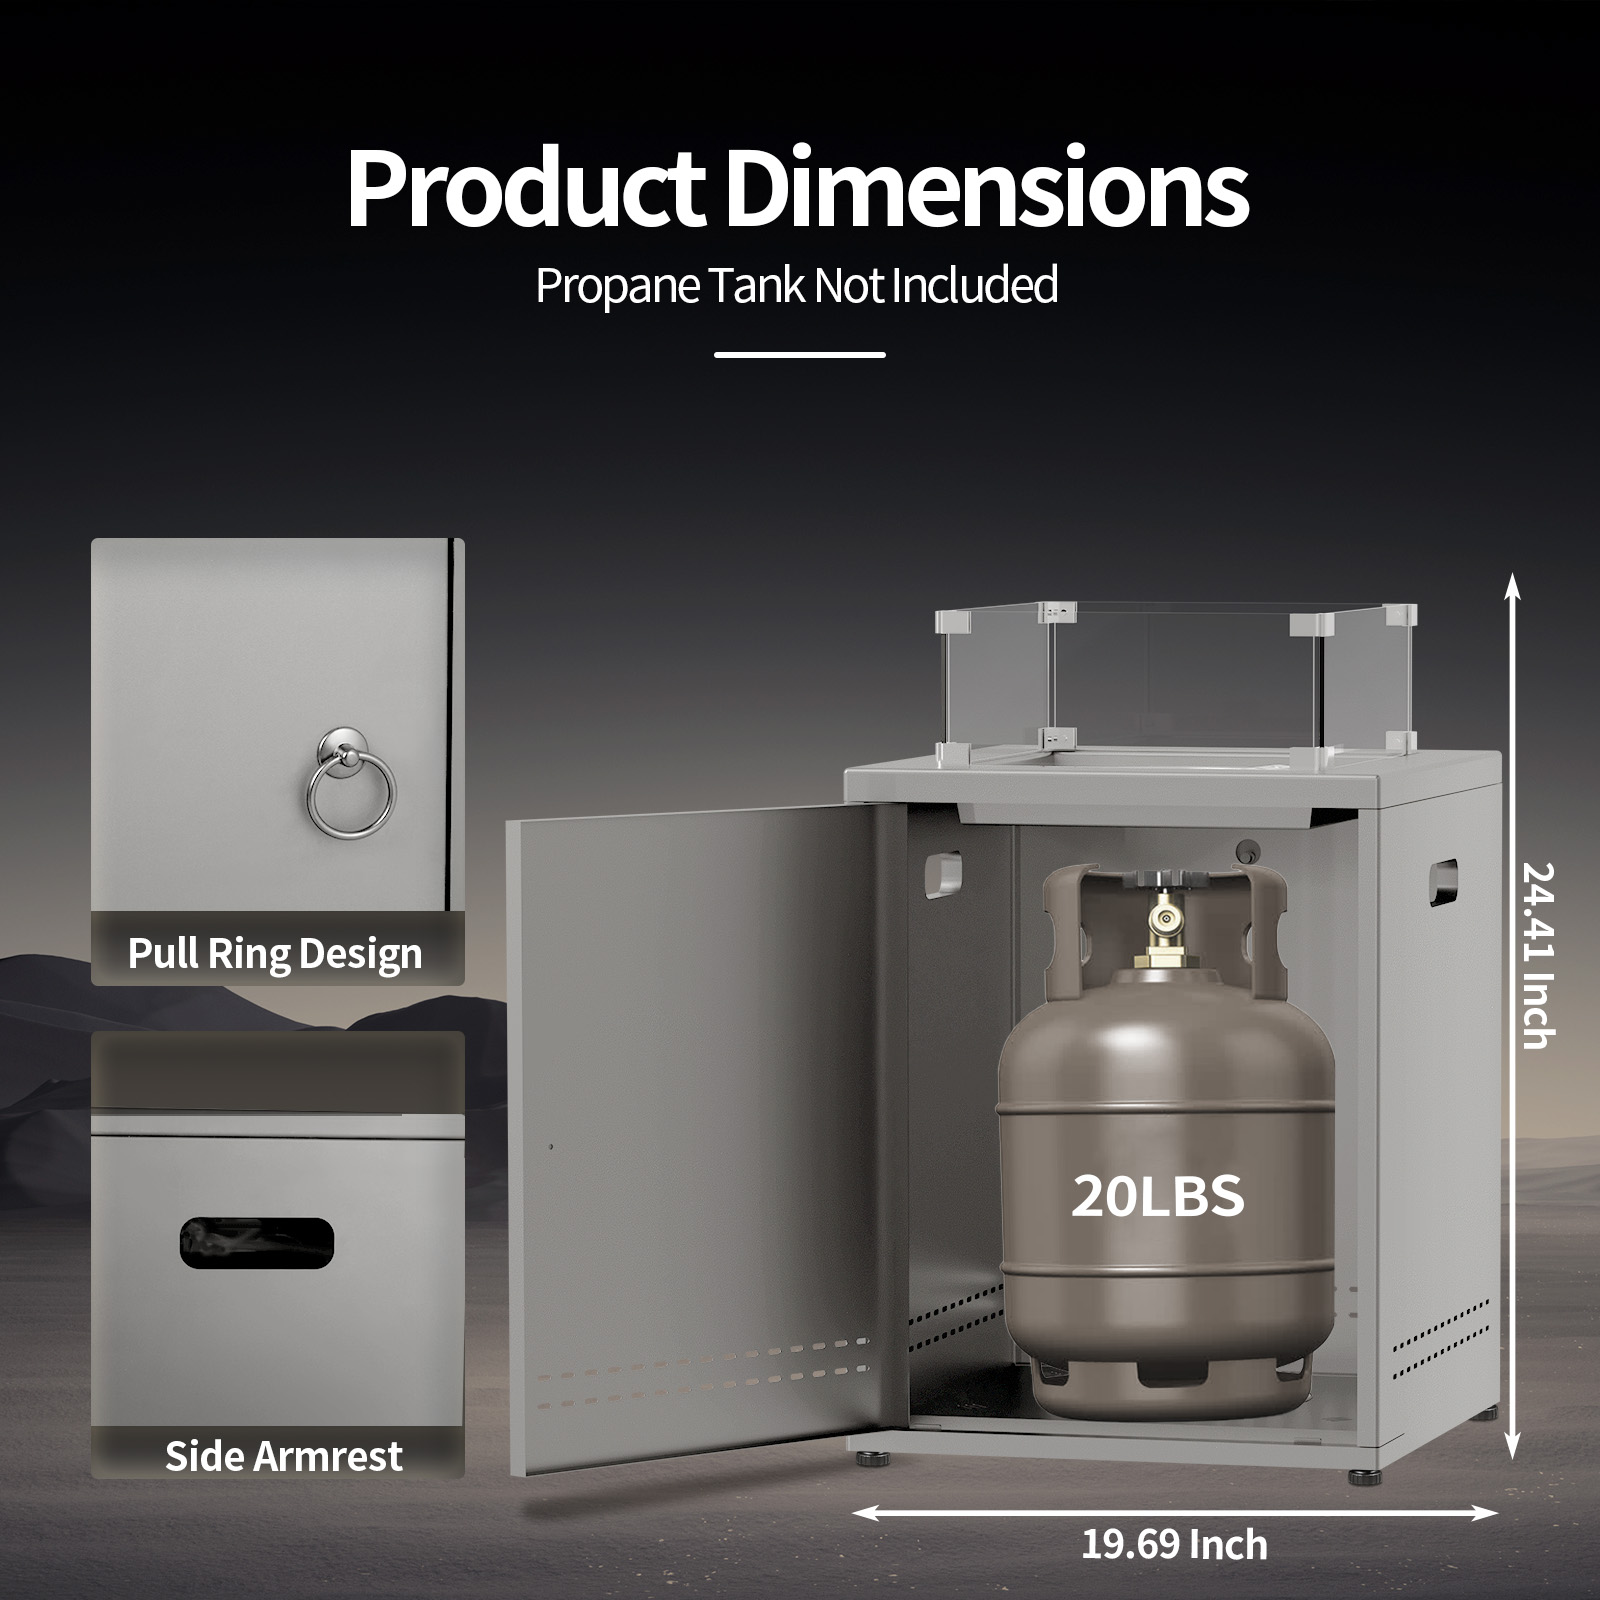 Product Dimensions
Propane Tank Not Included
Pull Ring Design
24.41 Inch
20LBS
Side Armrest
19.69 Inch